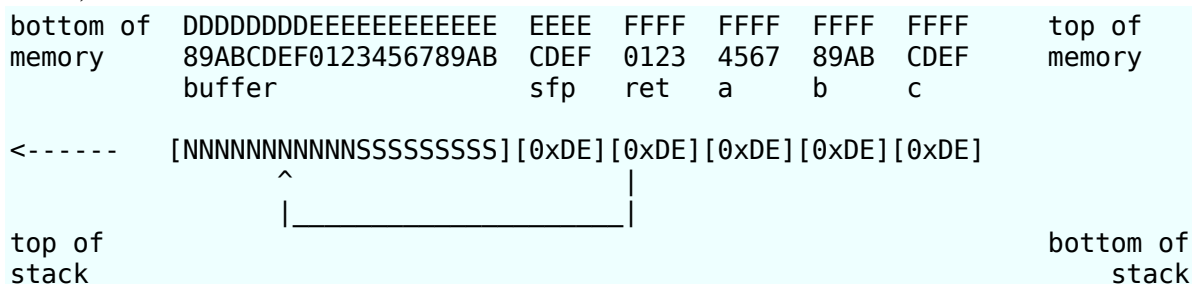 bottom of  DDDDDDDDEEEEEEEEEEEE  EEEE  FFFF  FFFF  FFFF  FFFF     top of
memory     89ABCDEF0123456789AB  CDEF  0123  4567  89AB  CDEF     memory
           buffer                sfp   ret   a     b     c
<------   [NNNNNNNNNNNSSSSSSSSS][0xDE][0xDE][0xDE][0xDE][0xDE]
                 ^                     |
                 |_____________________|
top of                                                            bottom of
stack                                                                 stack